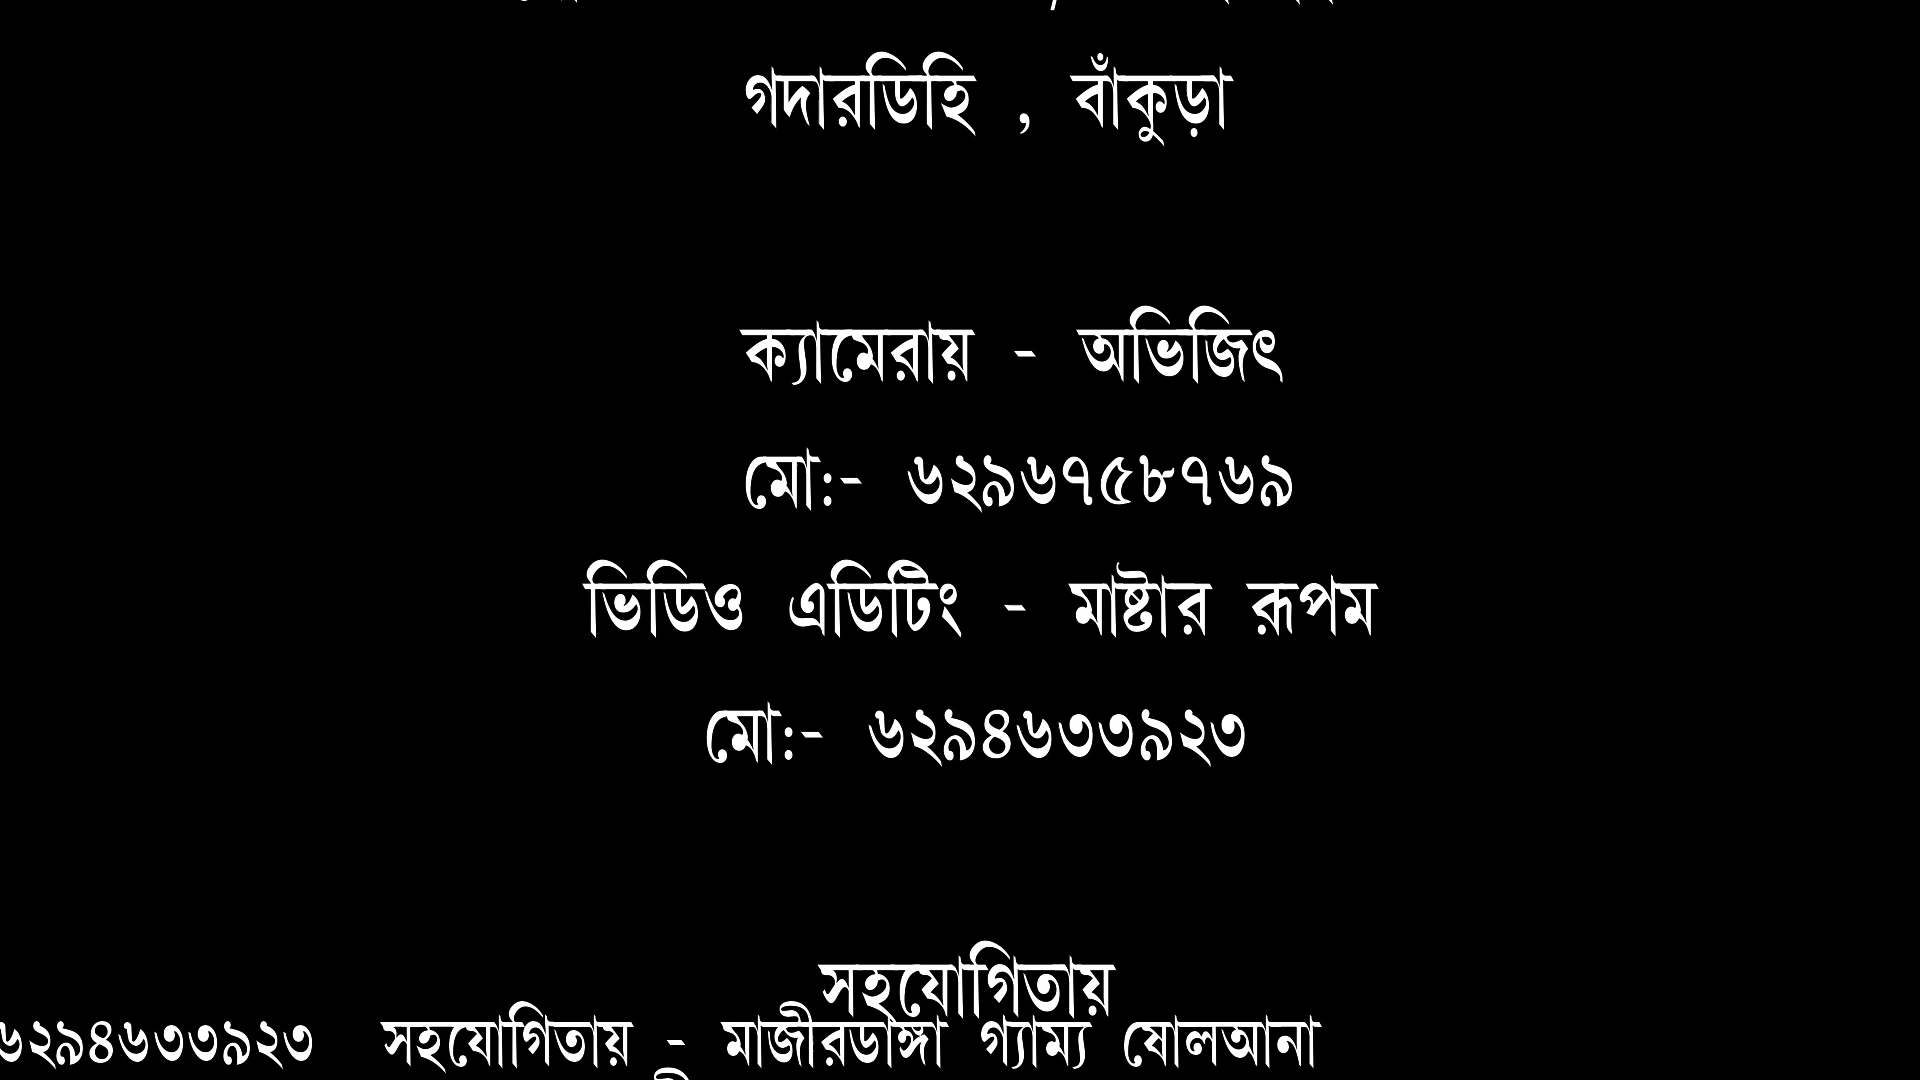 গদারডিহি , বাঁকুড়া
ক্যামেরায় - অভিজিৎ
মো:- ৬২৯৬৭৫৮৭৬৯
ভিডিও এডিটিং - মাষ্টার রূপম
মো:- ৬২৯৪৬৩৩৯২৩
সহযোগিতায়
৬২৯৪৬৩৩৯২৩ সহযোগিতায় - মাজীরডাঙ্গা গ্যাম্য ষোলআনা